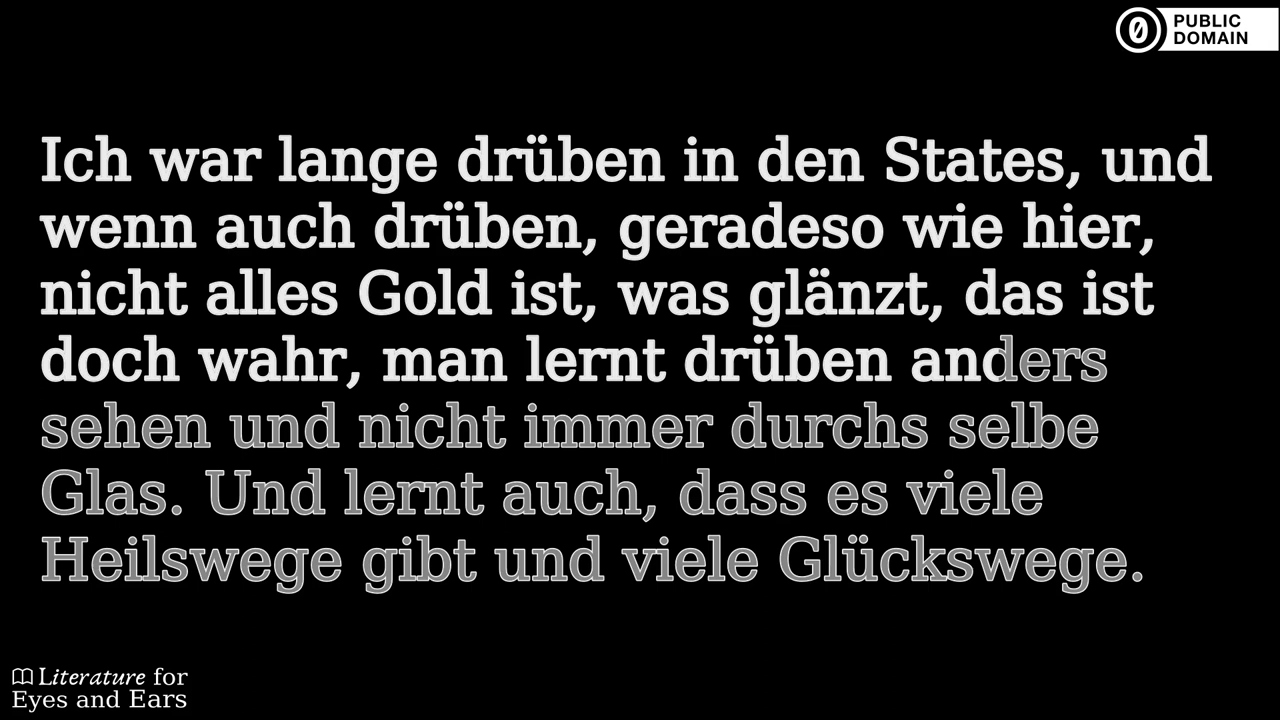 PUBLIC
DOMAIN
Ich war lange drüben in den States, und
wenn auch drüben, geradeso wie hier,
nicht alles Gold ist, was glänzt, das ist
doch wahr, man lernt drüben anders
sehen und nicht immer durchs selbe
Glas. Und lernt auch, dass es viele
Heilswege gibt und viele Glückswege.
Literature for
Eyes and Ears